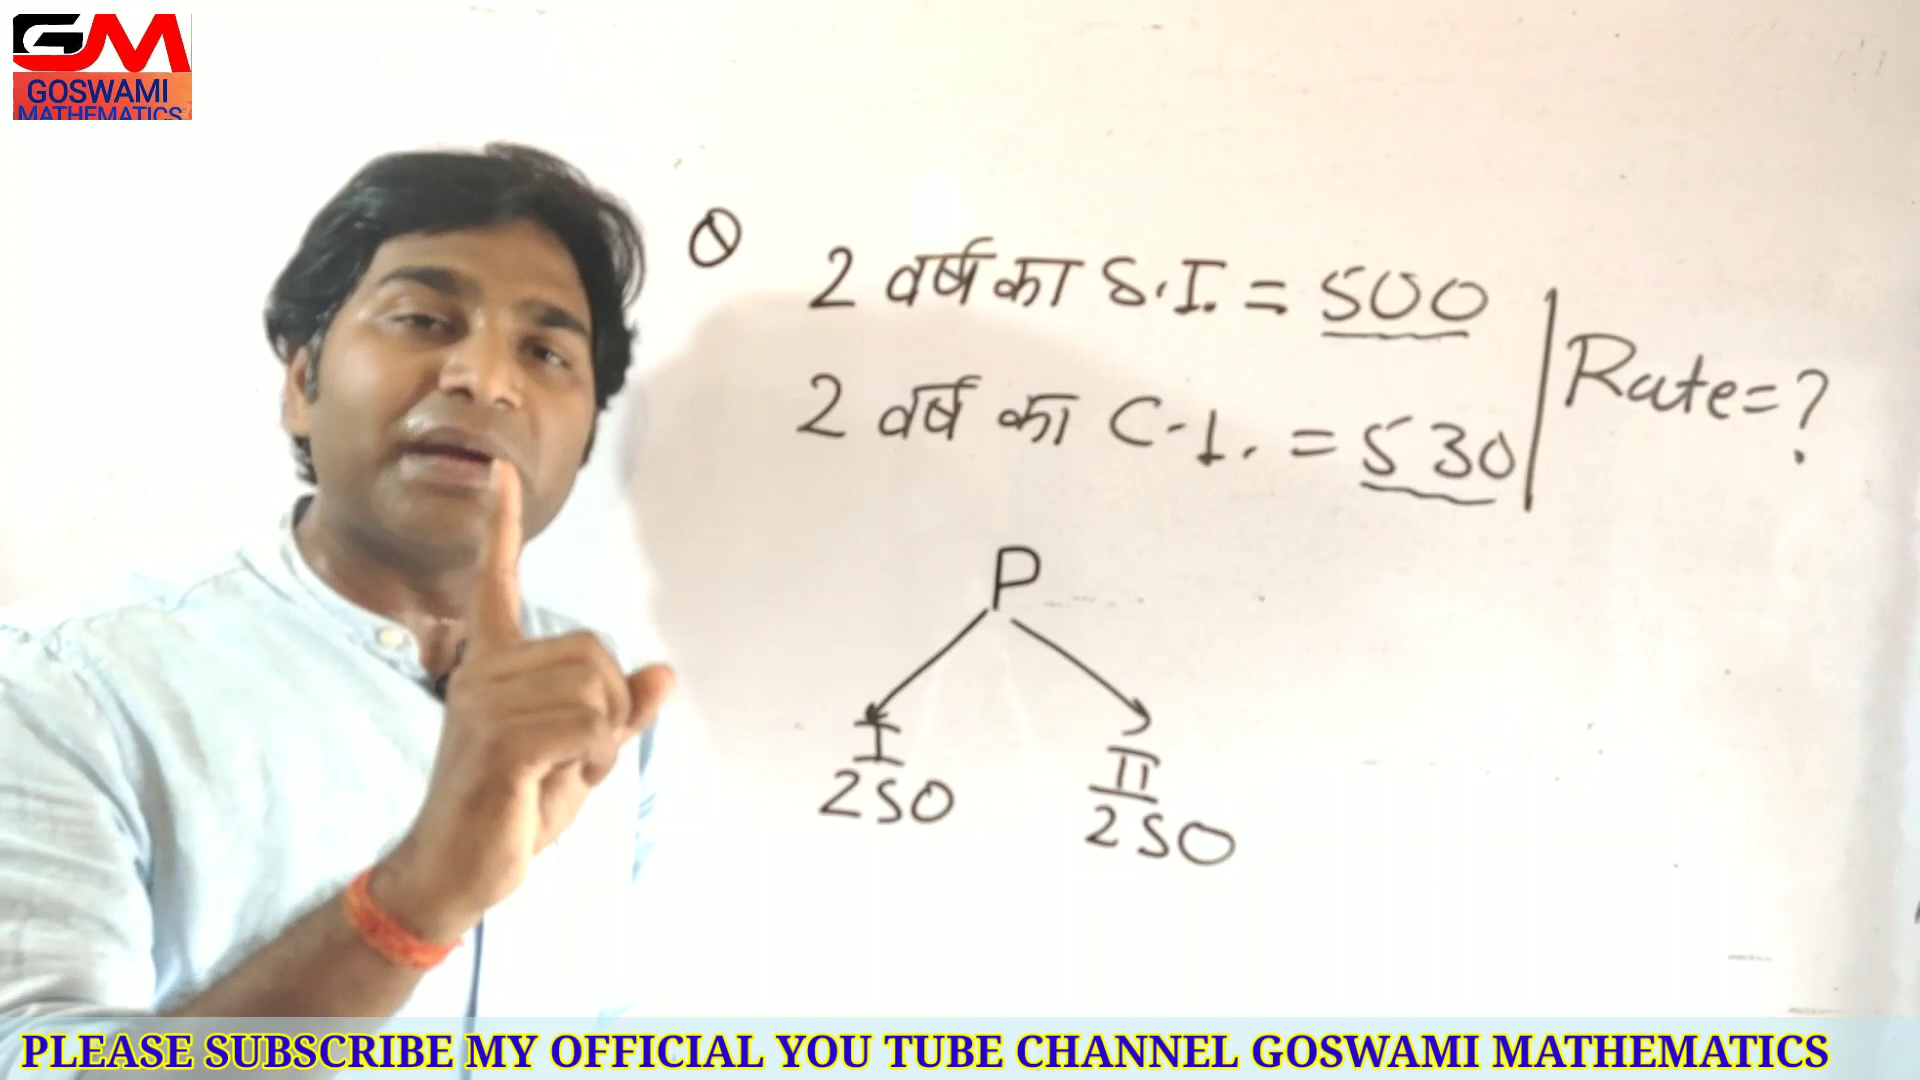 GM
GOSWAMI
MATHEMATICS
2 वर्ष का S.I. = 500
2 वर्ष का C.I. = 530
Rate=?
P
I
250
II
250
PLEASE SUBSCRIBE MY OFFICIAL YOU TUBE CHANNEL GOSWAMI MATHEMATICS